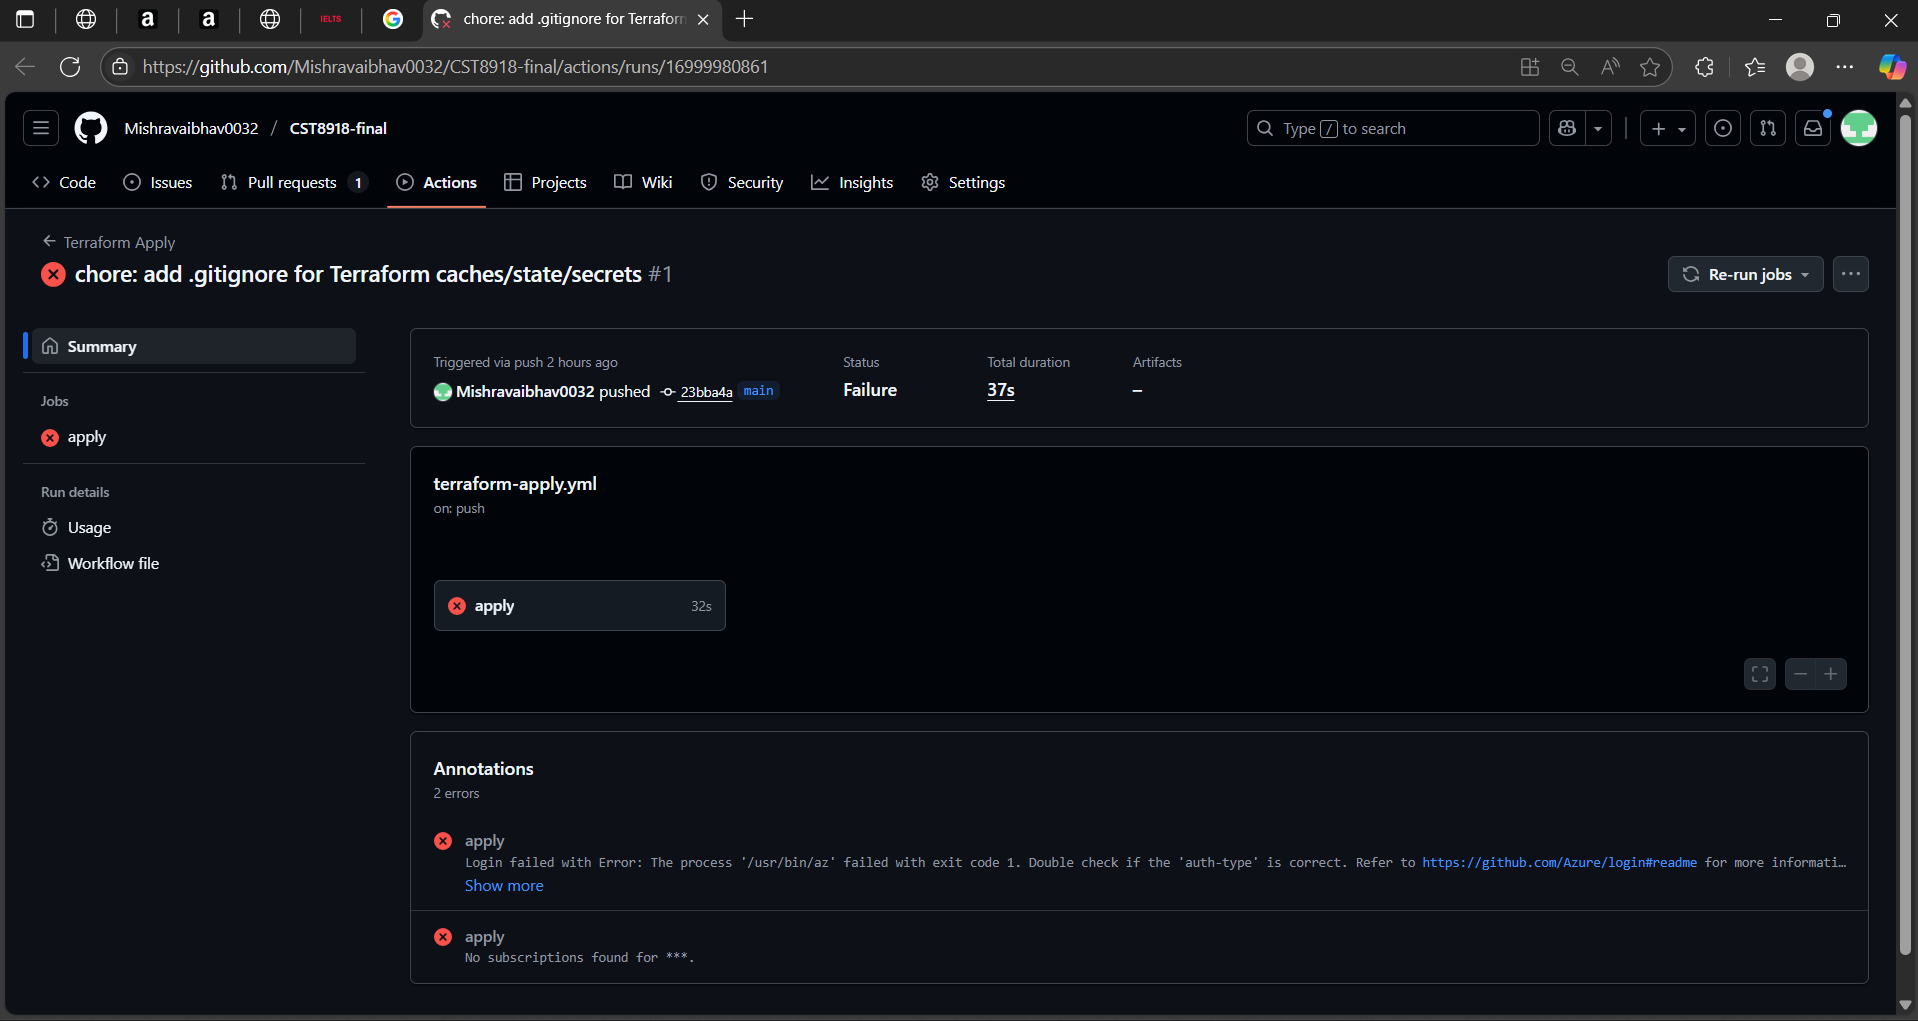 IELTS
chore: add .gitignore for Terraform
https://github.com/Mishravaibhav0032/CST8918-final/actions/runs/16999980861
Mishravaibhav0032 / CST8918-final
Type / to search
Code
Issues
Pull requests 1
Actions
Projects
Wiki
Security
Insights
Settings
← Terraform Apply
chore: add .gitignore for Terraform caches/state/secrets #1
Re-run jobs
Summary
Jobs
apply
Run details
Usage
Workflow file
Triggered via push 2 hours ago
Mishravaibhav0032 pushed 23bba4a main
Status
Failure
Total duration
37s
Artifacts
–
terraform-apply.yml
on: push
apply 32s
Annotations
2 errors
apply
Login failed with Error: The process '/usr/bin/az' failed with exit code 1. Double check if the 'auth-type' is correct. Refer to https://github.com/Azure/login#readme for more informati…
Show more
apply
No subscriptions found for ***.